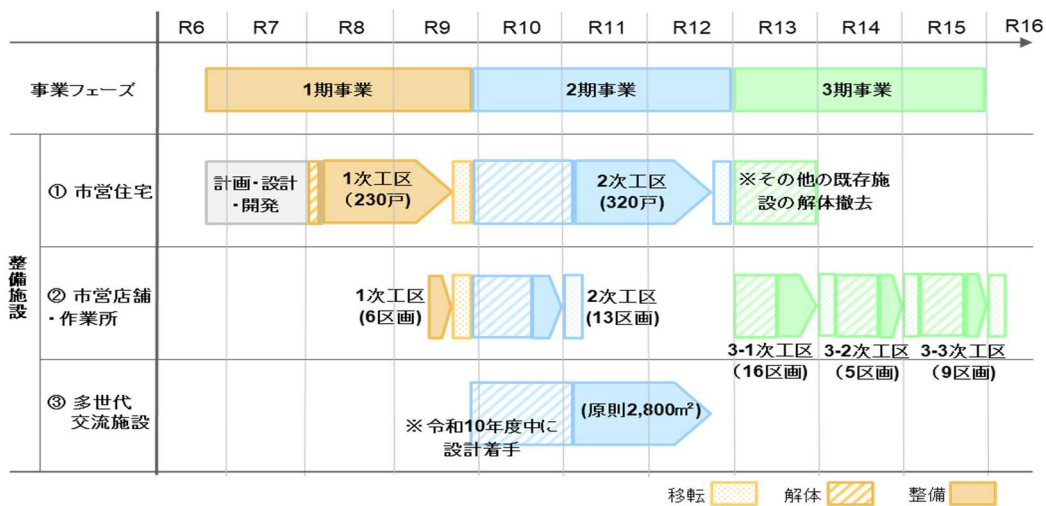 R6 R7 R8 R9 R10 R11 R12 R13 R14 R15 R16
事業フェーズ
1期事業
2期事業
3期事業
整備施設
① 市営住宅
計画・設計
・開発
1次工区
（230戸）
2次工区
(320戸)
※その他の既存施
設の解体撤去
② 市営店舗
・作業所
1次工区
(6区画)
2次工区
(13区画)
3-1次工区
（16区画）
3-2次工区
（5区画）
3-3次工区
（9区画）
③ 多世代
交流施設
※令和10年度中に
設計着手
(原則2,800m²)
移転
解体
整備